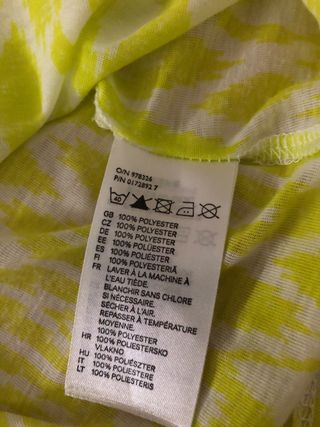 O/N 978326
P/N 0172892 7
40
GB 100% POLYESTER
CZ 100% POLYESTER
DE 100% POLYESTER
EE 100% POLÜESTER
ES 100% POLIÉSTER
FI 100% POLYESTERIÄ
FR LAVER À LA MACHINE À
L'EAU TIÈDE.
BLANCHIR SANS CHLORE
SI NÉCESSAIRE.
SÉCHER À L'AIR.
REPASSER À TEMPÉRATURE
MOYENNE.
HR 100% POLIESTERSKO
VLAKNO
HU 100% POLIÉSZTER
IT 100% POLIESTERE
LT 100% POLIESTERIS